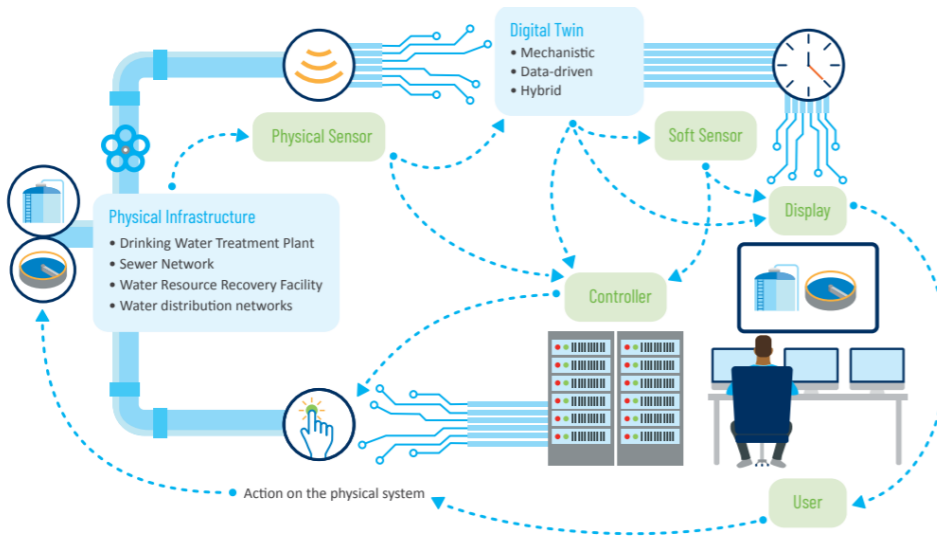 Digital Twin
• Mechanistic
• Data-driven
• Hybrid
Physical Sensor
Soft Sensor
Physical Infrastructure
• Drinking Water Treatment Plant
• Sewer Network
• Water Resource Recovery Facility
• Water distribution networks
Display
Controller
Action on the physical system
User